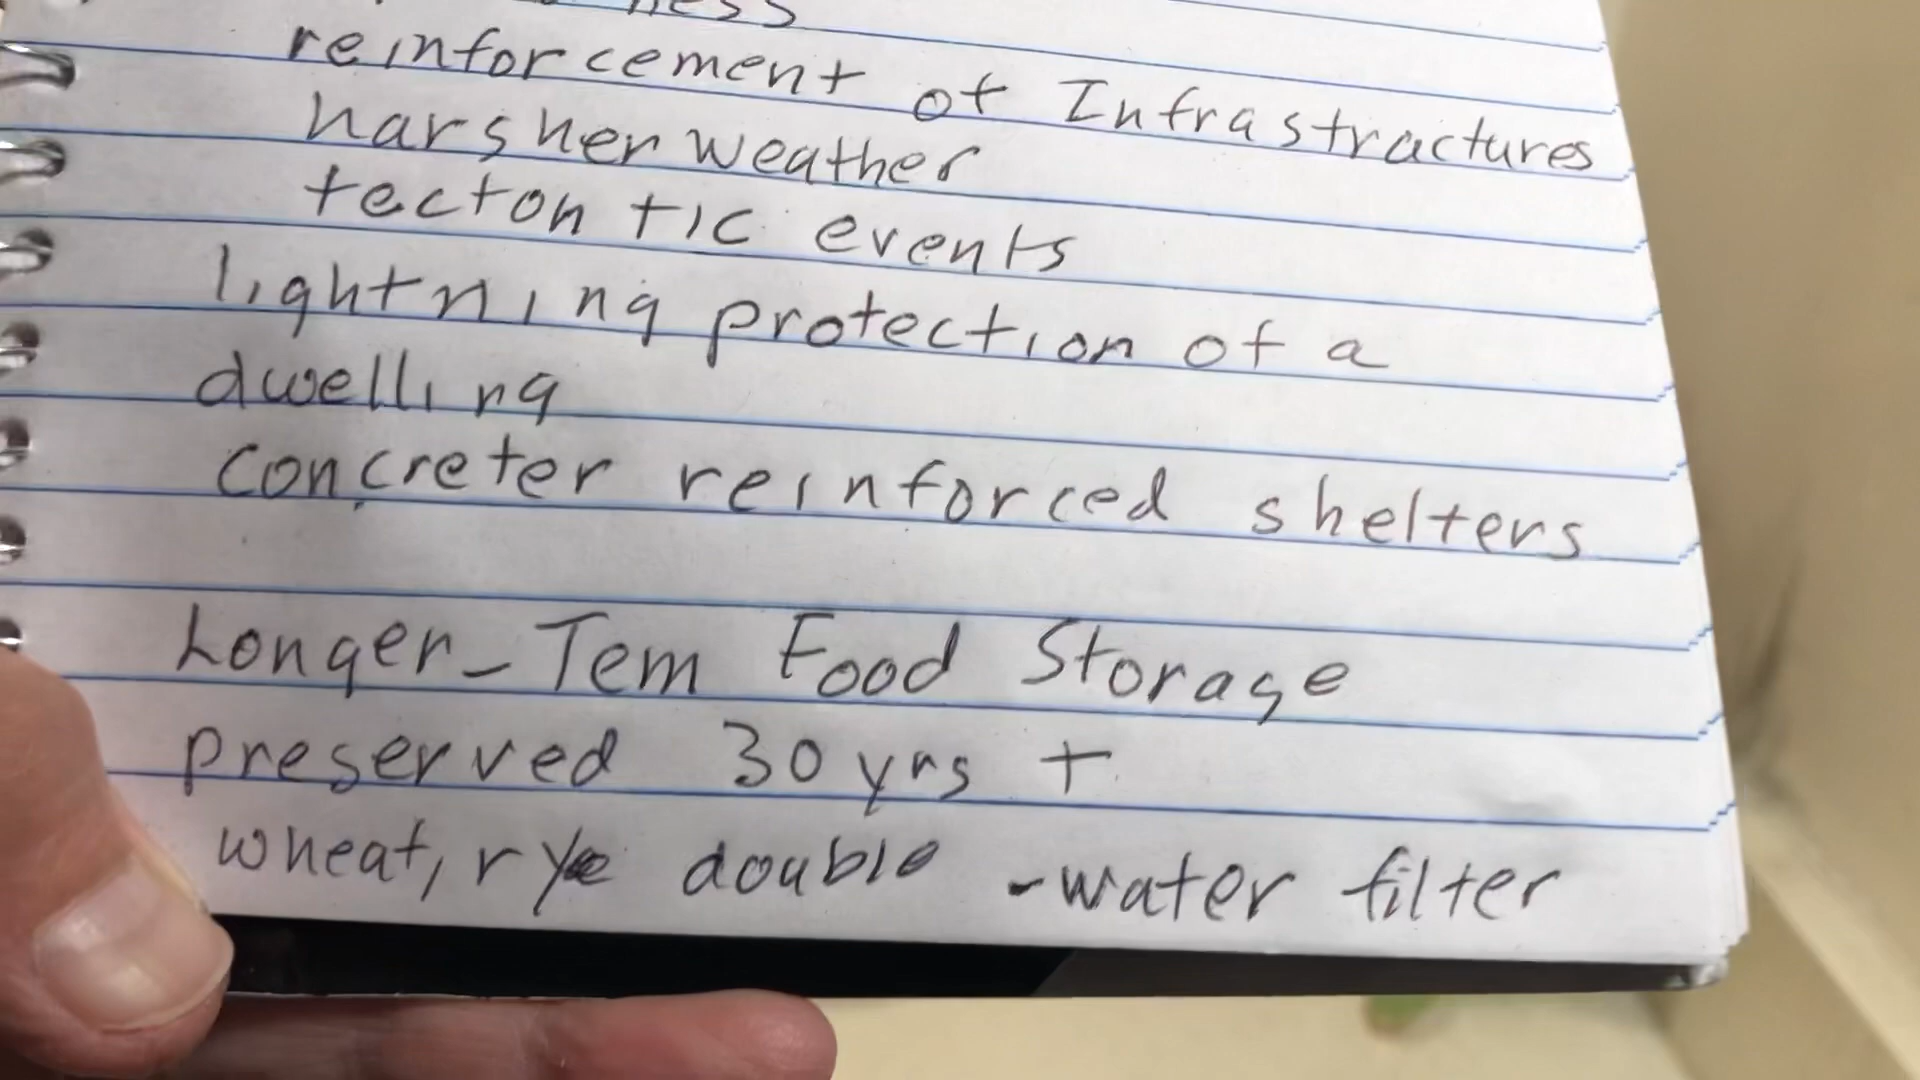 reinforcement of Infrastractures
harsher weather
tectontic events
lightning protection of a
dwelling
concreter reinforced shelters
Longer-Tem Food Storage
preserved 30 yrs +
wheat, rye double -water filter